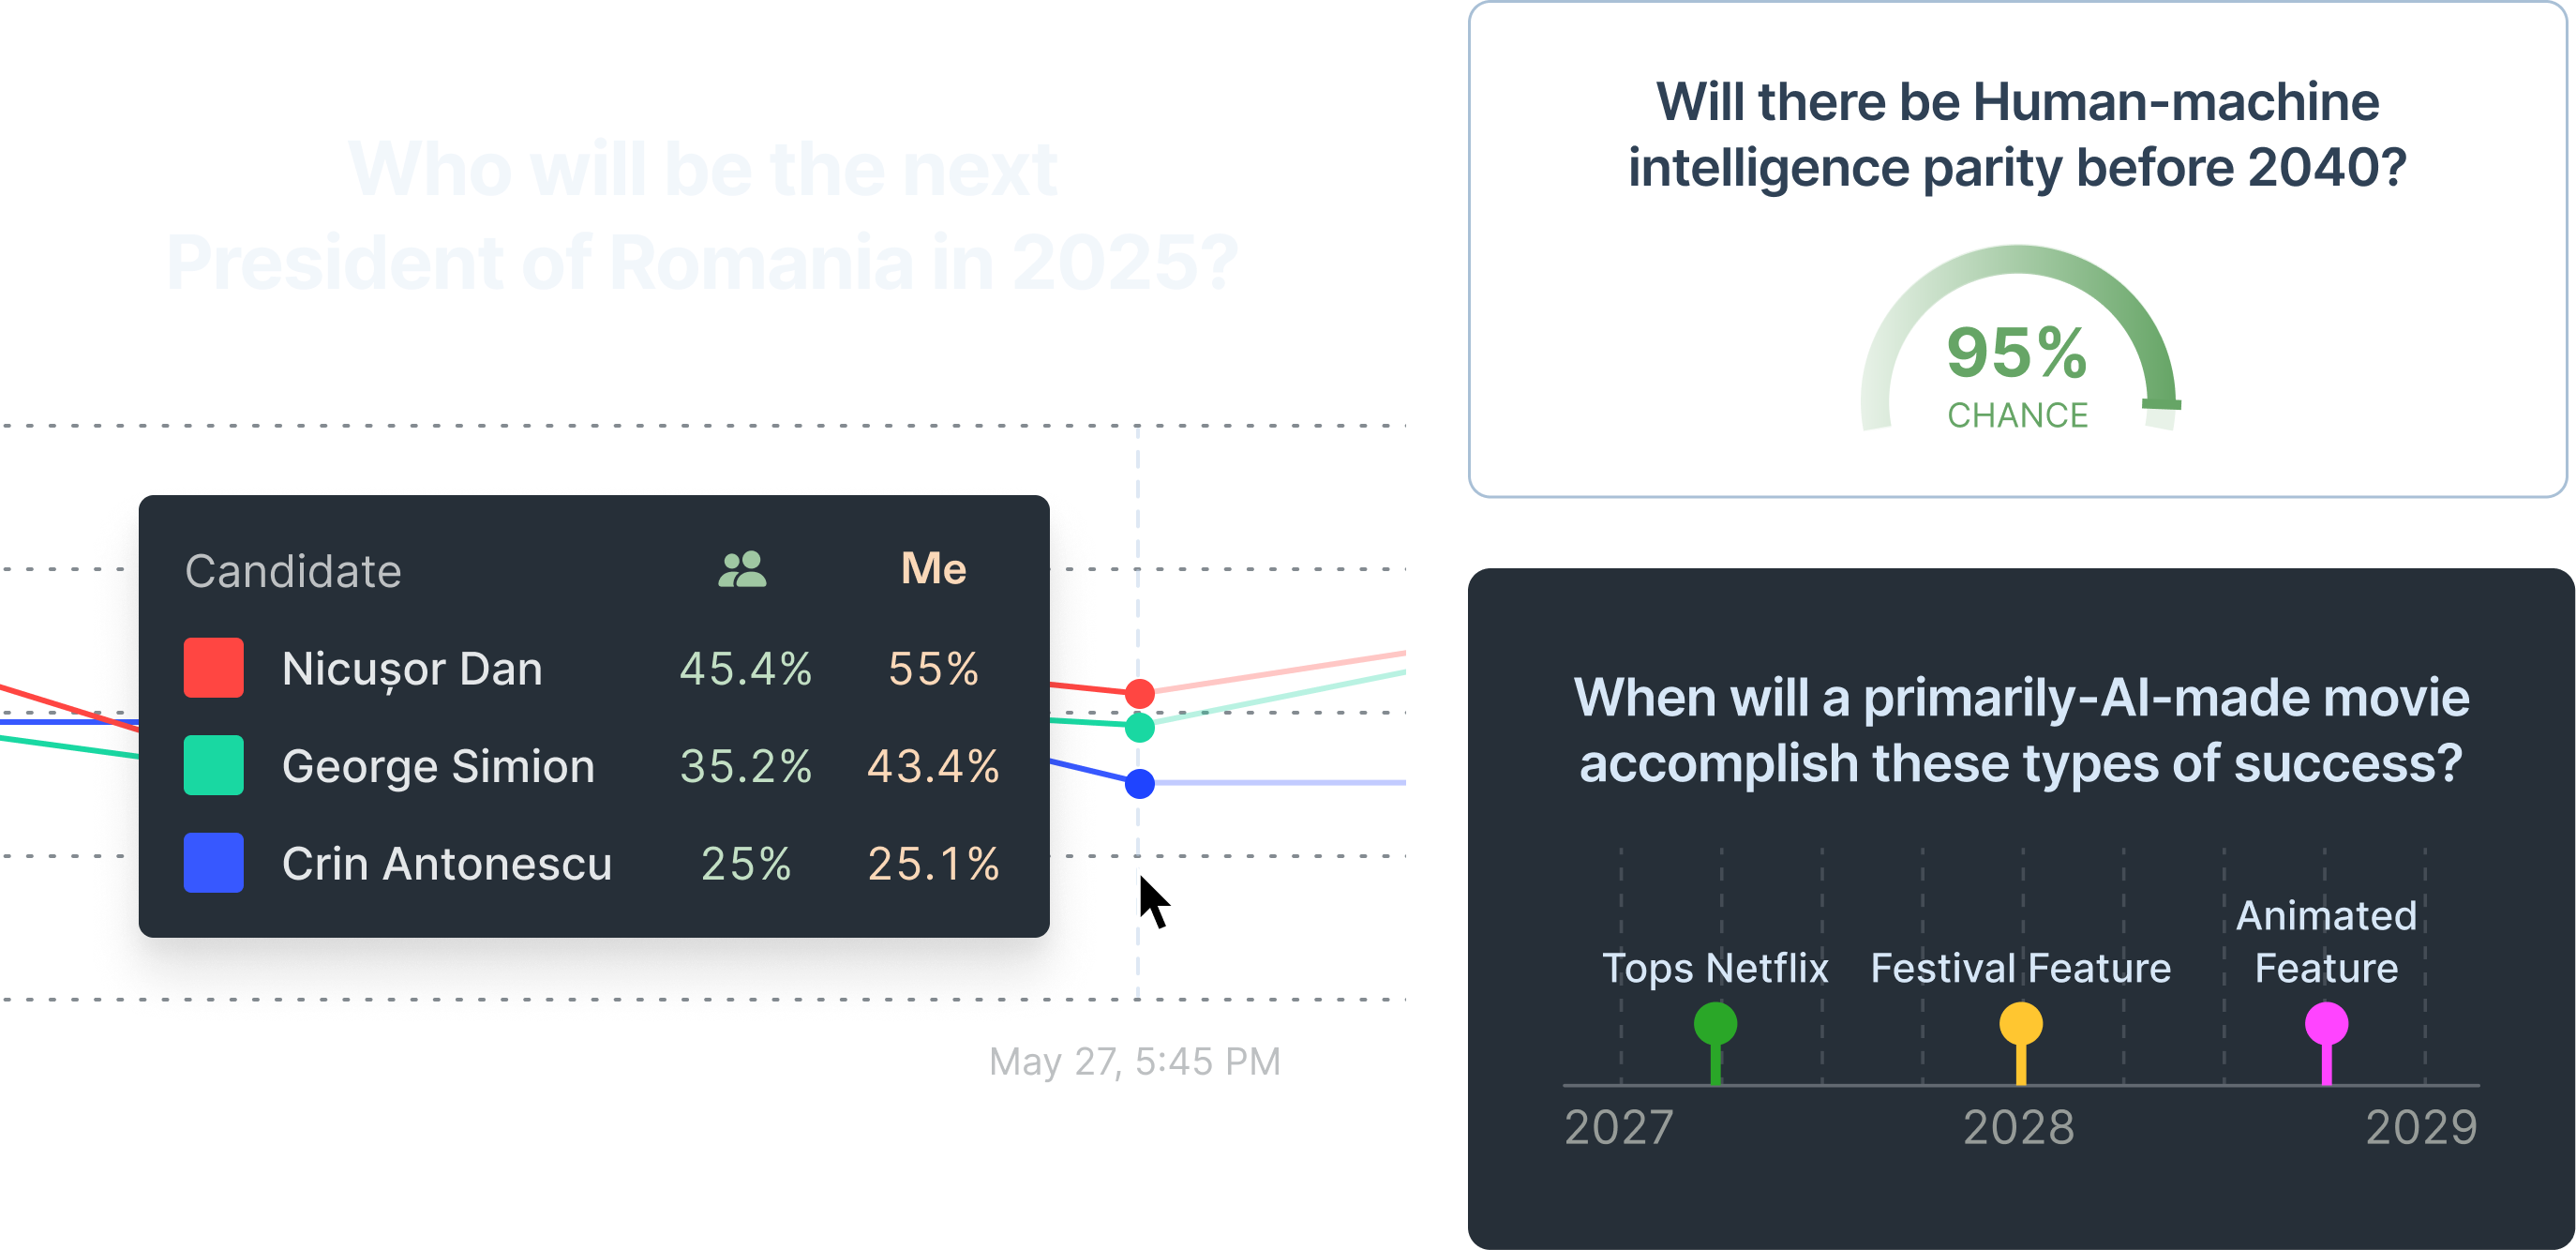 Who will be the next
President of Romania in 2025?
Candidate Me
Nicușor Dan 45.4% 55%
George Simion 35.2% 43.4%
Crin Antonescu 25% 25.1%
May 27, 5:45 PM
Will there be Human-machine
intelligence parity before 2040?
95%
CHANCE
When will a primarily-AI-made movie
accomplish these types of success?
Tops Netflix
Festival Feature
Animated
Feature
2027 2028 2029